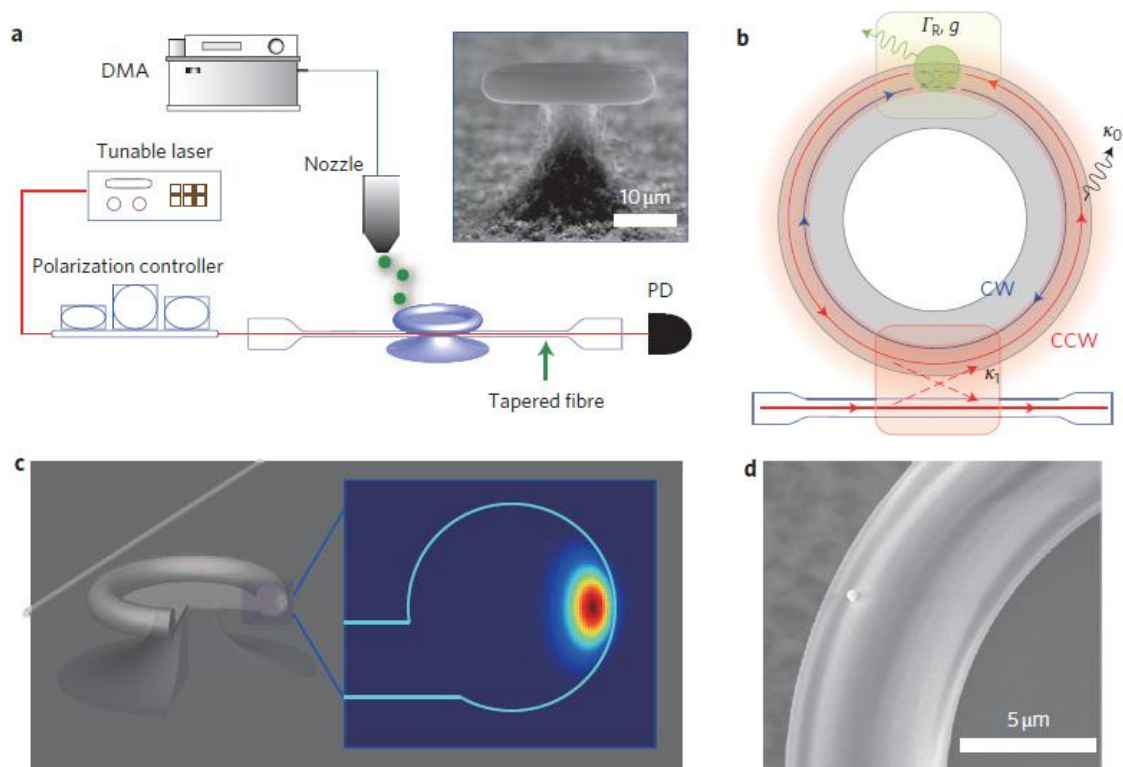 a
DMA
Tunable laser
Nozzle
10 μm
Polarization controller
PD
Tapered fibre
b
Γ_R, g
κ_0
CW
CCW
κ_1
c
d
5 μm